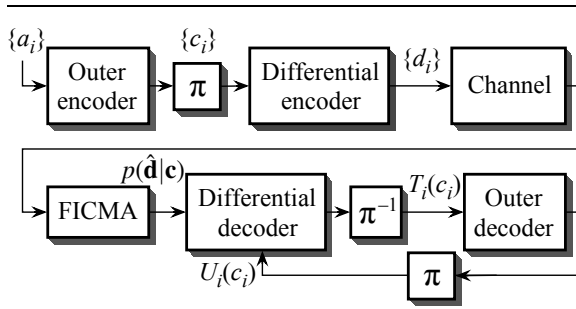 {a_i} {c_i} {d_i}
Outer encoder π Differential encoder Channel
p(d̂|c) T_i(c_i)
FICMA Differential decoder π⁻¹ Outer decoder
U_i(c_i) π